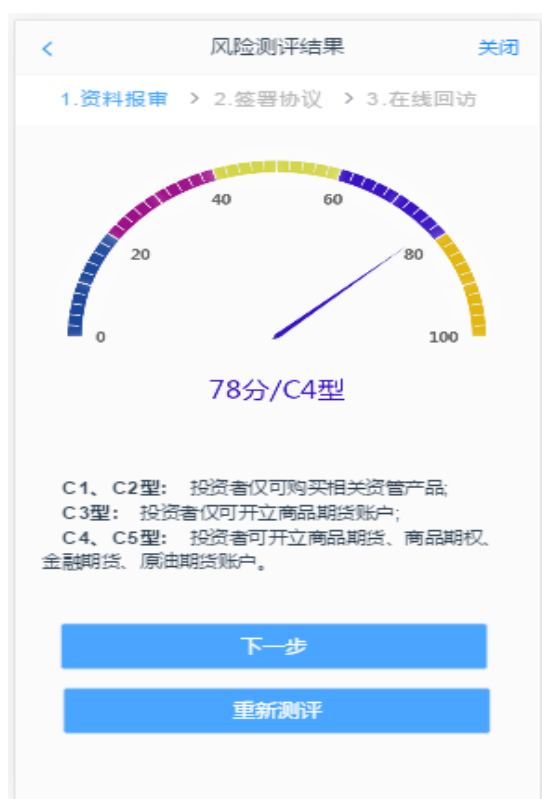 < 风险测评结果 关闭
1.资料报审 > 2.签署协议 > 3.在线回访
40 60
20 80
0 100
78分/C4型
C1、C2型: 投资者仅可购买相关资管产品;
C3型: 投资者仅可开立商品期货账户;
C4、C5型: 投资者可开立商品期货、商品期权、
金融期货、原油期货账户。
下一步
重新测评